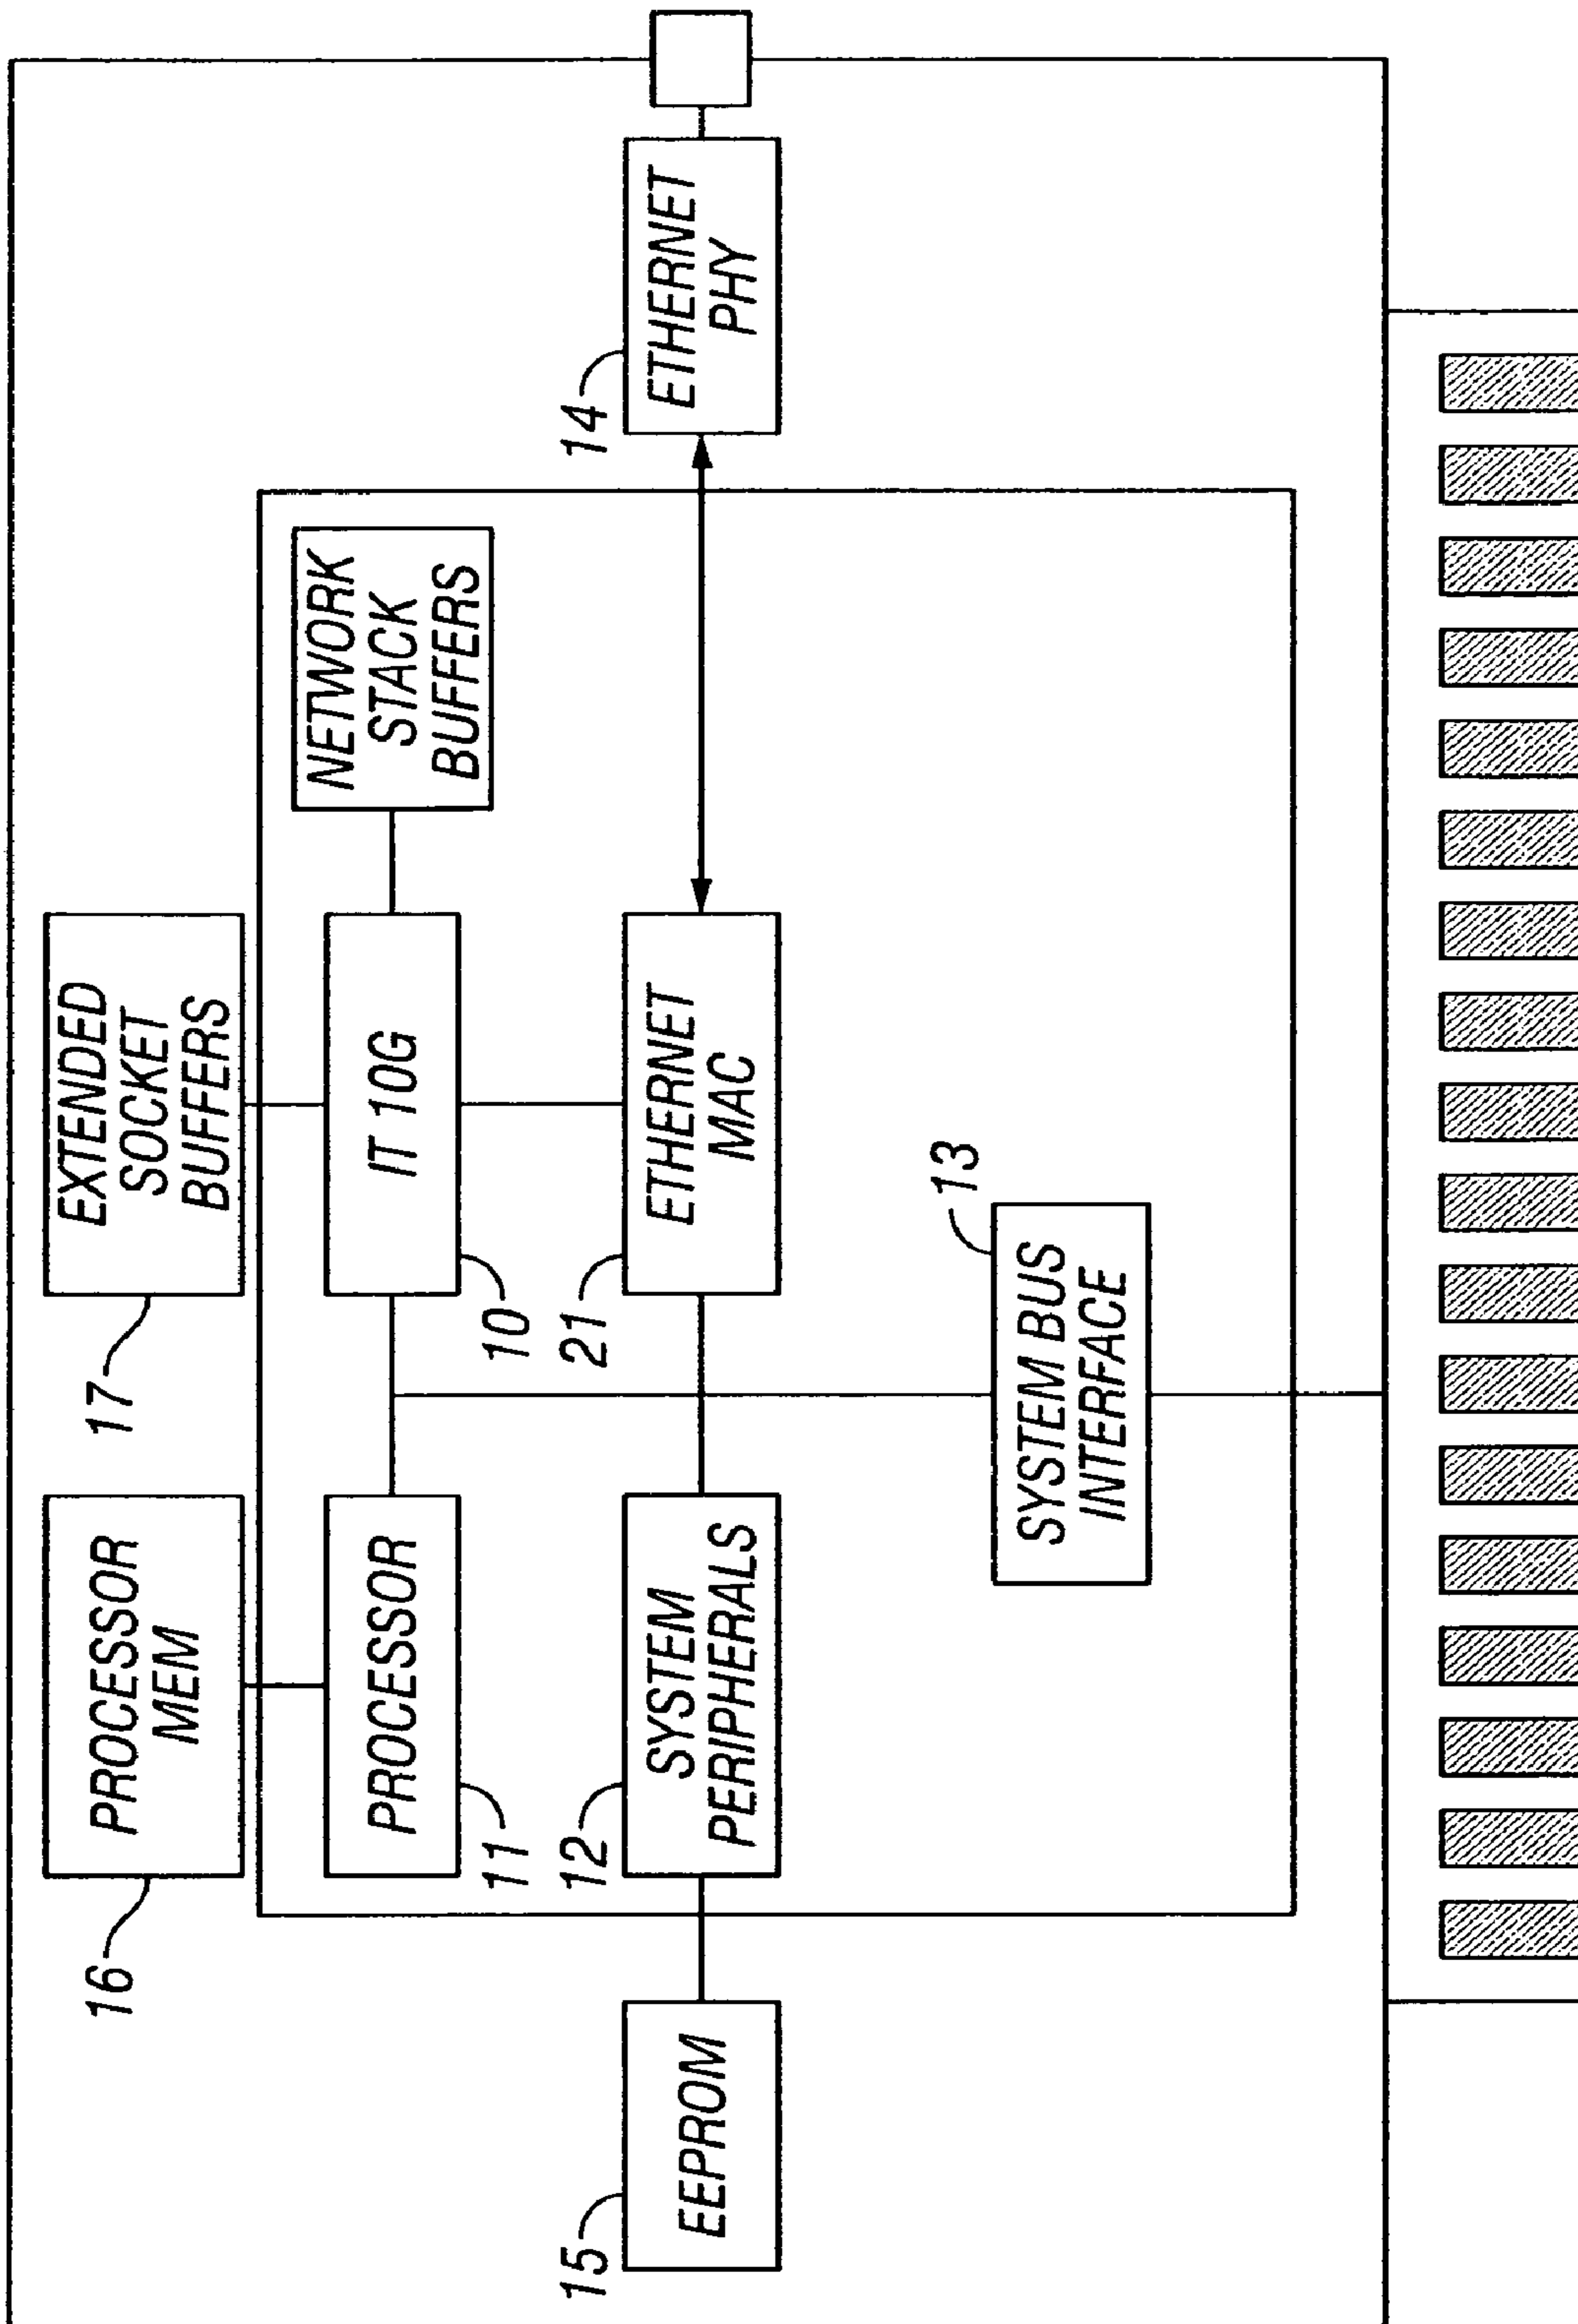 16
PROCESSOR
MEM
17
EXTENDED
SOCKET
BUFFERS
PROCESSOR
11
IT 10G
10
NETWORK
STACK
BUFFERS
15
EEPROM
12
SYSTEM
PERIPHERALS
21
ETHERNET
MAC
14
ETHERNET
PHY
13
SYSTEM BUS
INTERFACE